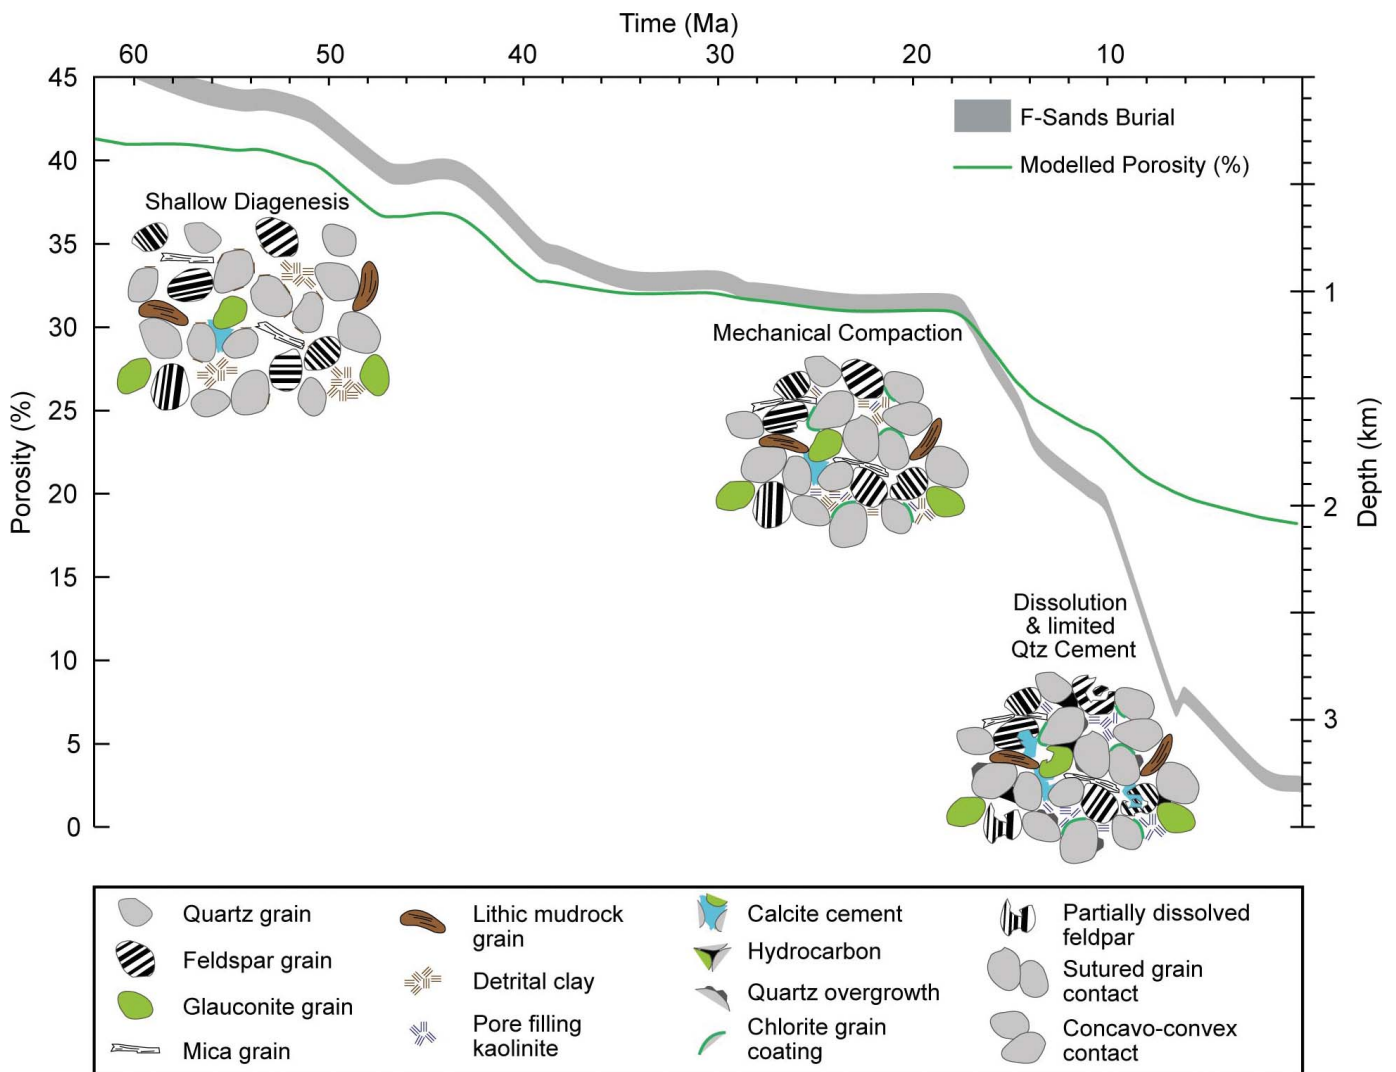 Time (Ma)
60
50
40
30
20
10
45
40
35
30
25
20
15
10
5
0
Porosity (%)
1
2
3
Depth (km)
F-Sands Burial
Modelled Porosity (%)
Shallow Diagenesis
Mechanical Compaction
Dissolution
& limited
Qtz Cement
Quartz grain
Feldspar grain
Glauconite grain
Mica grain
Lithic mudrock
grain
Detrital clay
Pore filling
kaolinite
Calcite cement
Hydrocarbon
Quartz overgrowth
Chlorite grain
coating
Partially dissolved
feldpar
Sutured grain
contact
Concavo-convex
contact